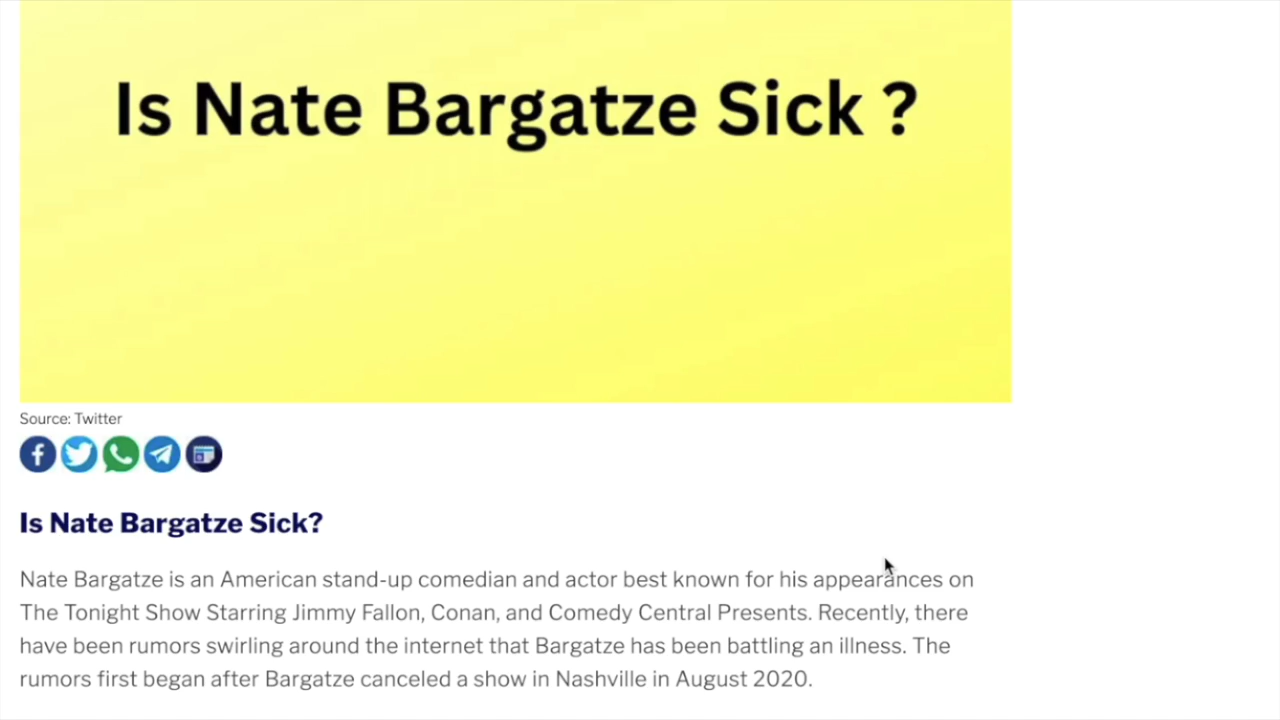 Is Nate Bargatze Sick ?
Source: Twitter
Is Nate Bargatze Sick?
Nate Bargatze is an American stand-up comedian and actor best known for his appearances on
The Tonight Show Starring Jimmy Fallon, Conan, and Comedy Central Presents. Recently, there
have been rumors swirling around the internet that Bargatze has been battling an illness. The
rumors first began after Bargatze canceled a show in Nashville in August 2020.